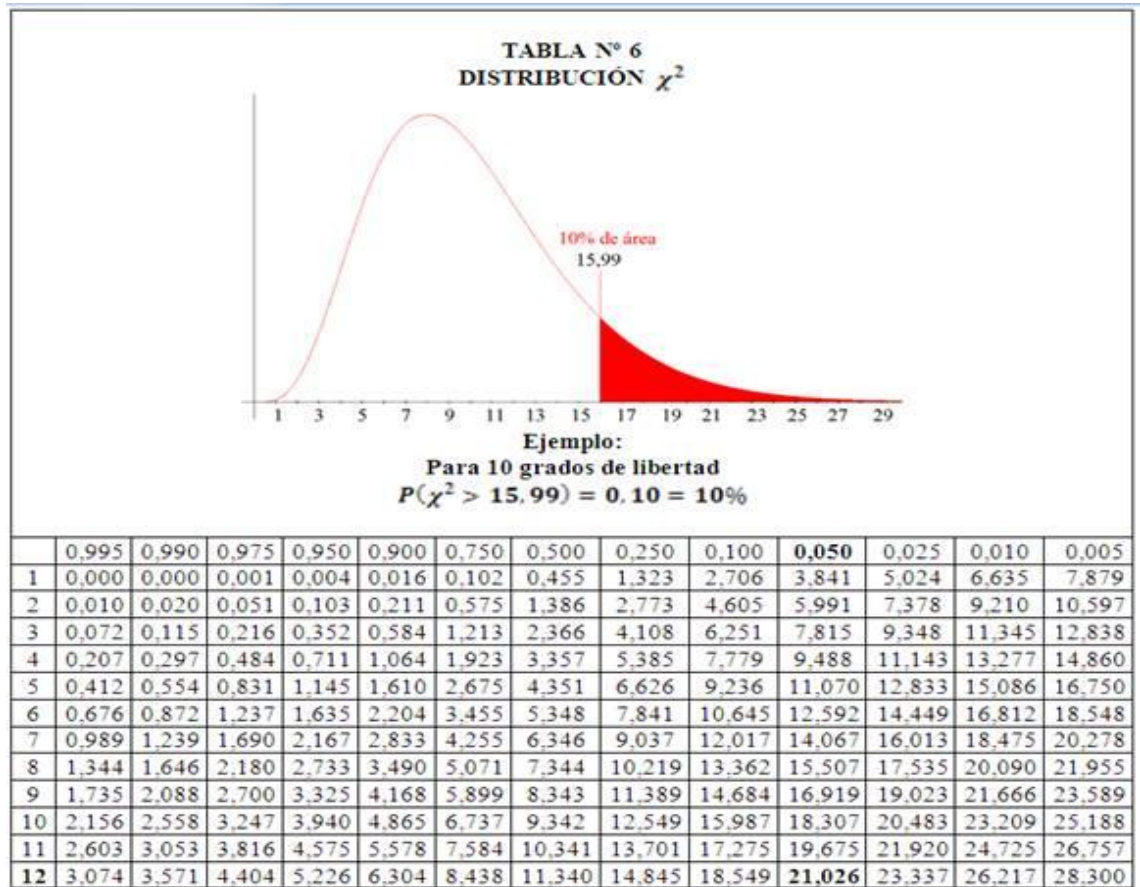 TABLA Nº 6
DISTRIBUCIÓN χ²
10% de área
15,99
1 3 5 7 9 11 13 15 17 19 21 23 25 27 29
Ejemplo:
Para 10 grados de libertad
P(χ² > 15,99) = 0,10 = 10%
0,995 0,990 0,975 0,950 0,900 0,750 0,500 0,250 0,100 0,050 0,025 0,010 0,005
1 0,000 0,000 0,001 0,004 0,016 0,102 0,455 1,323 2,706 3,841 5,024 6,635 7,879
2 0,010 0,020 0,051 0,103 0,211 0,575 1,386 2,773 4,605 5,991 7,378 9,210 10,597
3 0,072 0,115 0,216 0,352 0,584 1,213 2,366 4,108 6,251 7,815 9,348 11,345 12,838
4 0,207 0,297 0,484 0,711 1,064 1,923 3,357 5,385 7,779 9,488 11,143 13,277 14,860
5 0,412 0,554 0,831 1,145 1,610 2,675 4,351 6,626 9,236 11,070 12,833 15,086 16,750
6 0,676 0,872 1,237 1,635 2,204 3,455 5,348 7,841 10,645 12,592 14,449 16,812 18,548
7 0,989 1,239 1,690 2,167 2,833 4,255 6,346 9,037 12,017 14,067 16,013 18,475 20,278
8 1,344 1,646 2,180 2,733 3,490 5,071 7,344 10,219 13,362 15,507 17,535 20,090 21,955
9 1,735 2,088 2,700 3,325 4,168 5,899 8,343 11,389 14,684 16,919 19,023 21,666 23,589
10 2,156 2,558 3,247 3,940 4,865 6,737 9,342 12,549 15,987 18,307 20,483 23,209 25,188
11 2,603 3,053 3,816 4,575 5,578 7,584 10,341 13,701 17,275 19,675 21,920 24,725 26,757
12 3,074 3,571 4,404 5,226 6,304 8,438 11,340 14,845 18,549 21,026 23,337 26,217 28,300